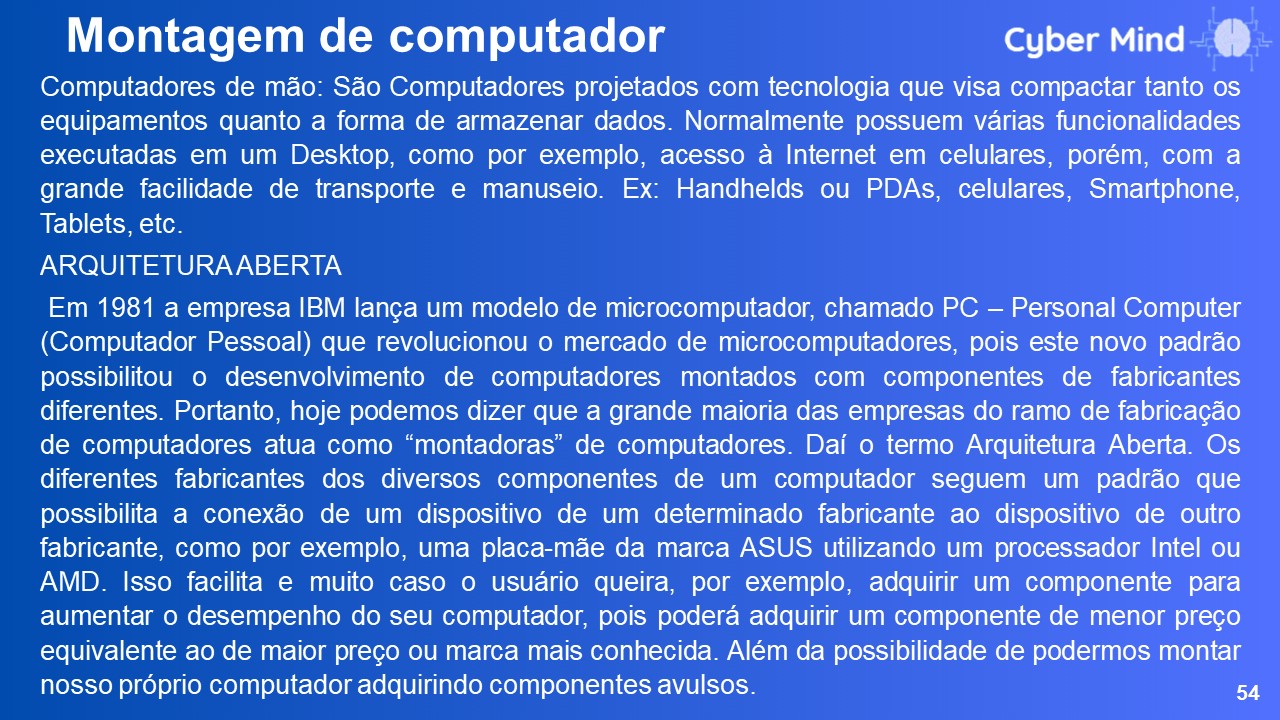 Montagem de computador
Cyber Mind
Computadores de mão: São Computadores projetados com tecnologia que visa compactar tanto os
equipamentos quanto a forma de armazenar dados. Normalmente possuem várias funcionalidades
executadas em um Desktop, como por exemplo, acesso à Internet em celulares, porém, com a
grande facilidade de transporte e manuseio. Ex: Handhelds ou PDAs, celulares, Smartphone,
Tablets, etc.
ARQUITETURA ABERTA
Em 1981 a empresa IBM lança um modelo de microcomputador, chamado PC – Personal Computer
(Computador Pessoal) que revolucionou o mercado de microcomputadores, pois este novo padrão
possibilitou o desenvolvimento de computadores montados com componentes de fabricantes
diferentes. Portanto, hoje podemos dizer que a grande maioria das empresas do ramo de fabricação
de computadores atua como “montadoras” de computadores. Daí o termo Arquitetura Aberta. Os
diferentes fabricantes dos diversos componentes de um computador seguem um padrão que
possibilita a conexão de um dispositivo de um determinado fabricante ao dispositivo de outro
fabricante, como por exemplo, uma placa-mãe da marca ASUS utilizando um processador Intel ou
AMD. Isso facilita e muito caso o usuário queira, por exemplo, adquirir um componente para
aumentar o desempenho do seu computador, pois poderá adquirir um componente de menor preço
equivalente ao de maior preço ou marca mais conhecida. Além da possibilidade de podermos montar
nosso próprio computador adquirindo componentes avulsos.
54